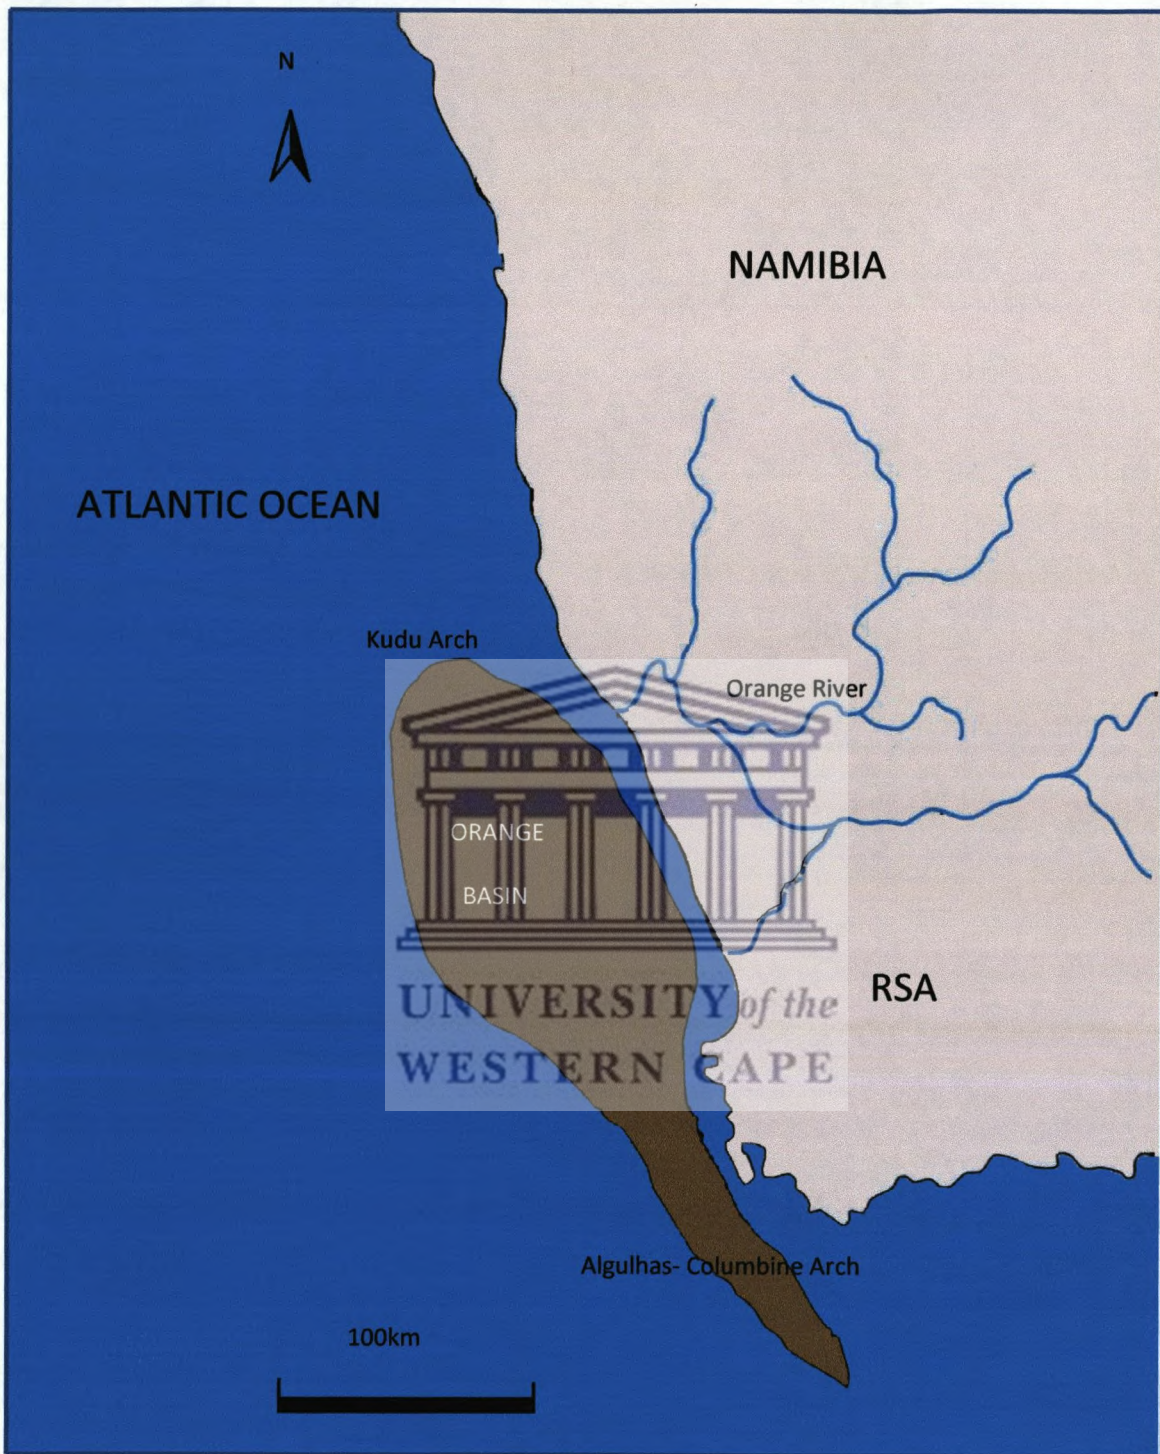 N
NAMIBIA
ATLANTIC OCEAN
Kudu Arch
Orange River
ORANGE
BASIN
RSA
UNIVERSITY of the
WESTERN CAPE
Algulhas- Columbine Arch
100km